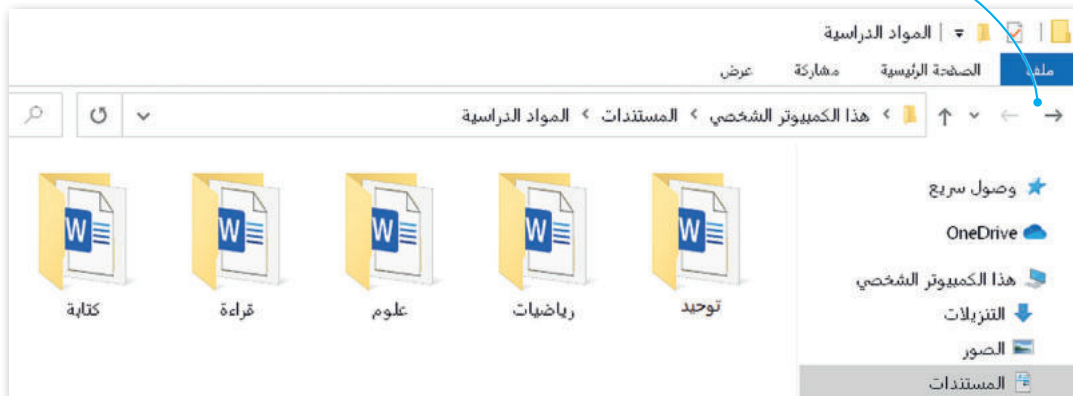 المواد الدراسية
ملف الصفحة الرئيسية مشاركة عرض
هذا الكمبيوتر الشخصي › المستندات › المواد الدراسية
وصول سريع
OneDrive
هذا الكمبيوتر الشخصي
التنزيلات
الصور
المستندات
توحيد رياضيات علوم قراءة كتابة